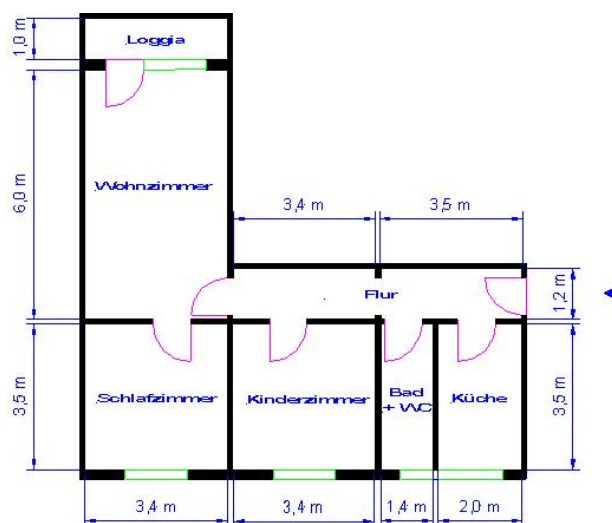 1,0 m
Loggia
6,0 m
Wohnzimmer
3,4 m
3,5 m
Flur
1,2 m
3,5 m
Schlafzimmer
Kinderzimmer
Bad
+ WC
Küche
3,5 m
3,4 m
3,4 m
1,4 m
2,0 m